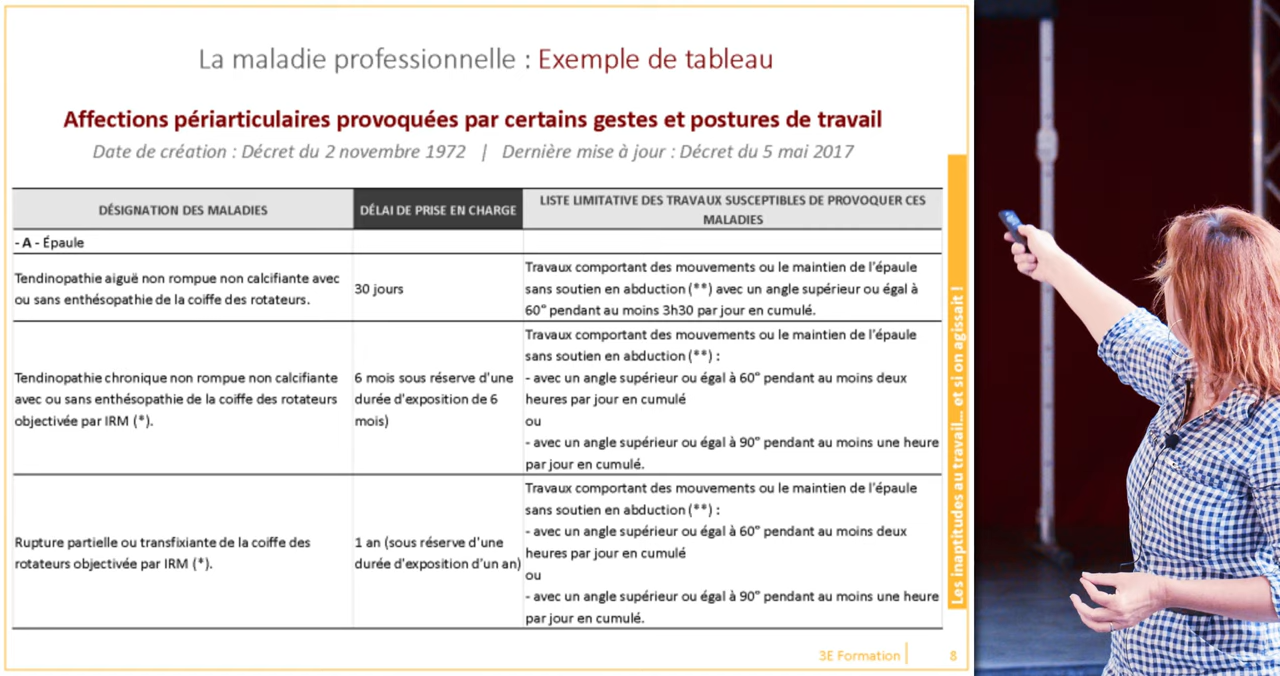 La maladie professionnelle : Exemple de tableau
Affections périarticulaires provoquées par certains gestes et postures de travail
Date de création : Décret du 2 novembre 1972 | Dernière mise à jour : Décret du 5 mai 2017
DÉSIGNATION DES MALADIES
DÉLAI DE PRISE EN CHARGE
LISTE LIMITATIVE DES TRAVAUX SUSCEPTIBLES DE PROVOQUER CES
MALADIES
- A - Épaule
Tendinopathie aiguë non rompue non calcifiante avec
ou sans enthésopathie de la coiffe des rotateurs.
30 jours
Travaux comportant des mouvements ou le maintien de l'épaule
sans soutien en abduction (**) avec un angle supérieur ou égal à
60° pendant au moins 3h30 par jour en cumulé.
Tendinopathie chronique non rompue non calcifiante
avec ou sans enthésopathie de la coiffe des rotateurs
objectivée par IRM (*).
6 mois sous réserve d'une
durée d'exposition de 6
mois)
Travaux comportant des mouvements ou le maintien de l'épaule
sans soutien en abduction (**) :
- avec un angle supérieur ou égal à 60° pendant au moins deux
heures par jour en cumulé
ou
- avec un angle supérieur ou égal à 90° pendant au moins une heure
par jour en cumulé.
Rupture partielle ou transfixiante de la coiffe des
rotateurs objectivée par IRM (*).
1 an (sous réserve d'une
durée d'exposition d'un an)
Travaux comportant des mouvements ou le maintien de l'épaule
sans soutien en abduction (**) :
- avec un angle supérieur ou égal à 60° pendant au moins deux
heures par jour en cumulé
ou
- avec un angle supérieur ou égal à 90° pendant au moins une heure
par jour en cumulé.
Les inaptitudes au travail... et si on agissait !
3E Formation
8